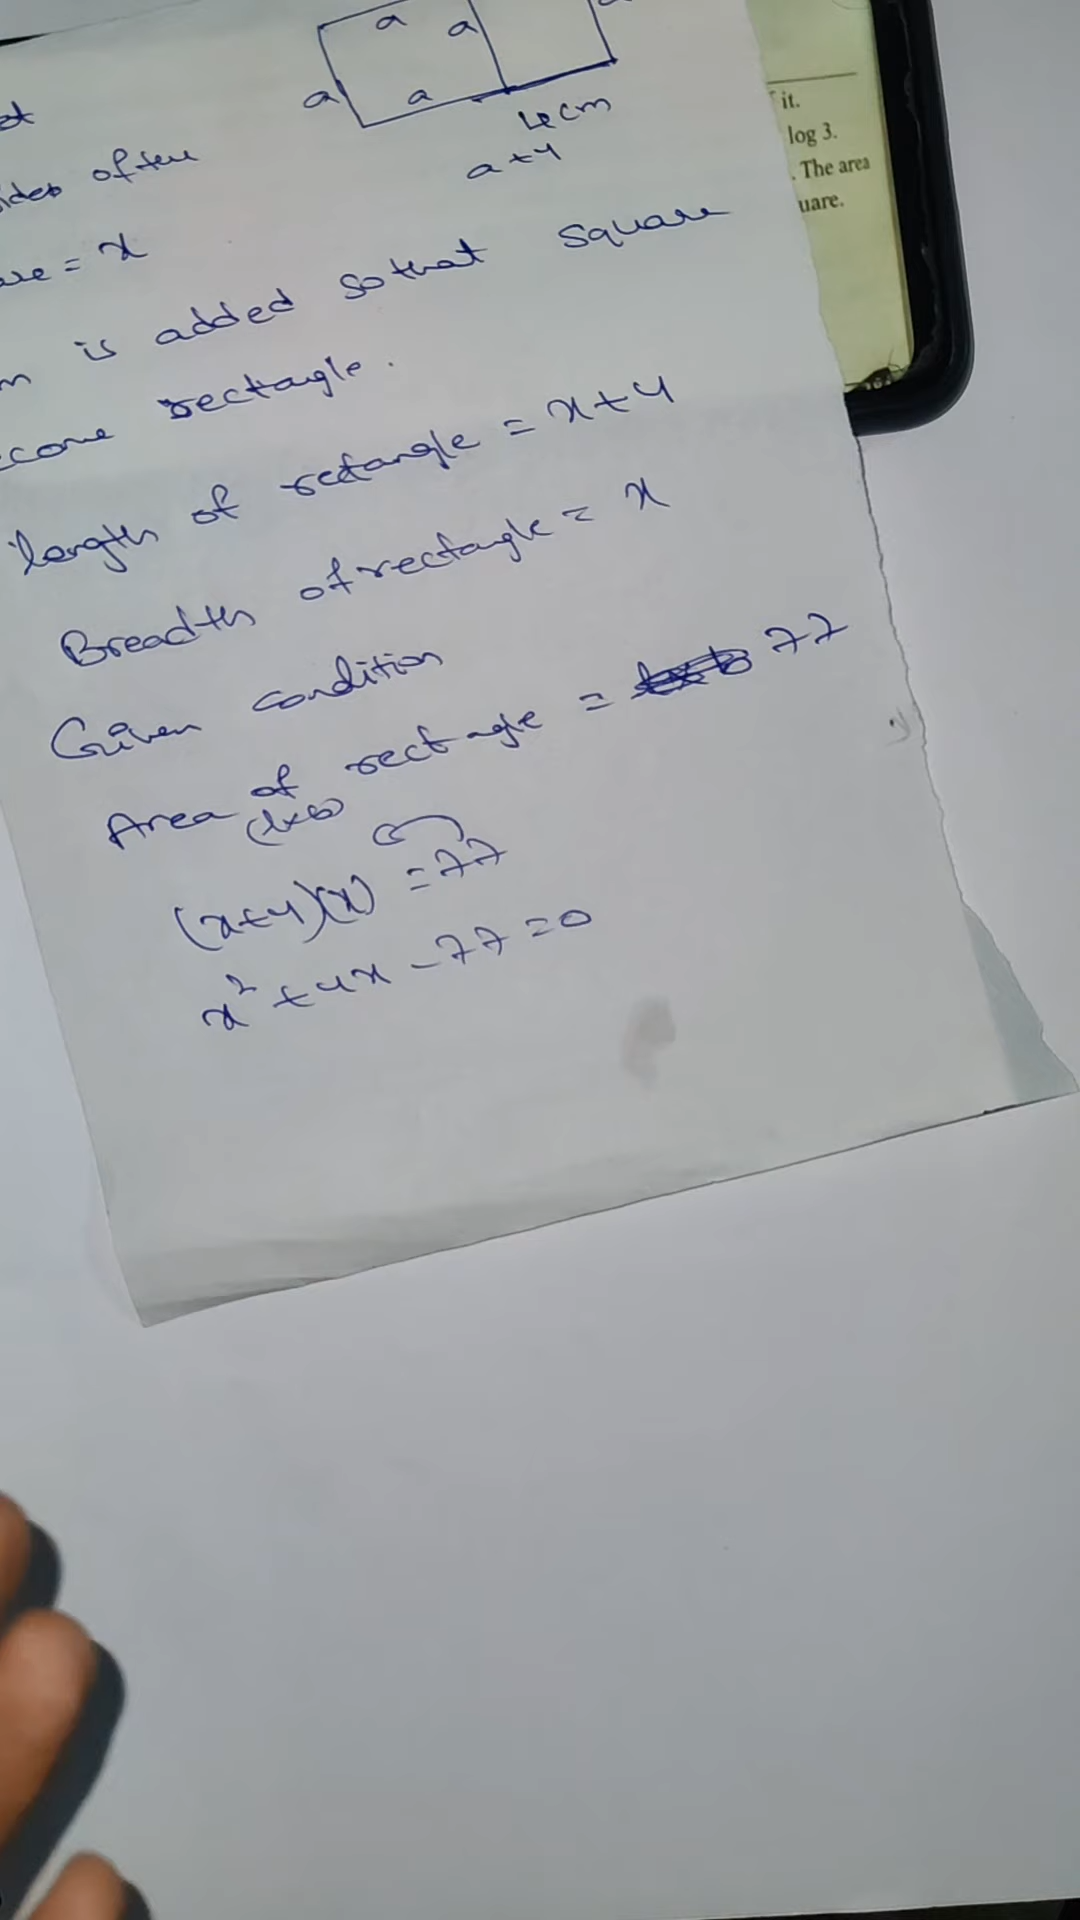 a a
a a
4cm
a+4
of the
= x
is added so that square
rectangle.
length of rectangle = x+4
Breadth of rectangle = x
Given condition
Area of rectagle = 77
(l×b)
(x+4)(x) = 77
x² + 4x - 77 = 0
it.
log 3.
. The area
uare.